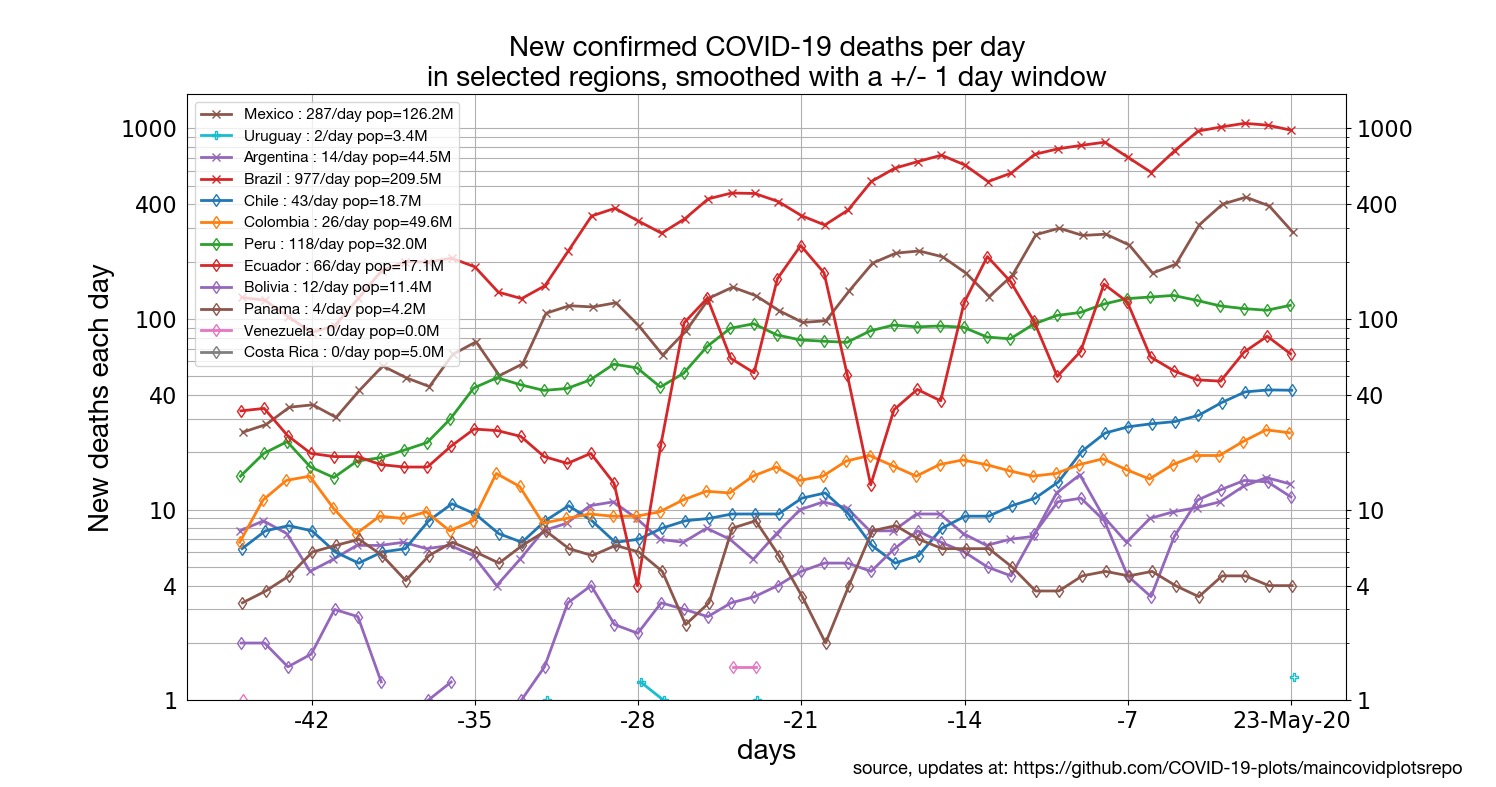 New confirmed COVID-19 deaths per day
in selected regions, smoothed with a +/- 1 day window
Mexico : 287/day pop=126.2M
Uruguay : 2/day pop=3.4M
Argentina : 14/day pop=44.5M
Brazil : 977/day pop=209.5M
Chile : 43/day pop=18.7M
Colombia : 26/day pop=49.6M
Peru : 118/day pop=32.0M
Ecuador : 66/day pop=17.1M
Bolivia : 12/day pop=11.4M
Panama : 4/day pop=4.2M
Venezuela : 0/day pop=0.0M
Costa Rica : 0/day pop=5.0M
New deaths each day
1000
400
100
40
10
4
1
1000
400
100
40
10
4
1
-42 -35 -28 -21 -14 -7 23-May-20
days
source, updates at: https://github.com/COVID-19-plots/maincovidplotsrepo